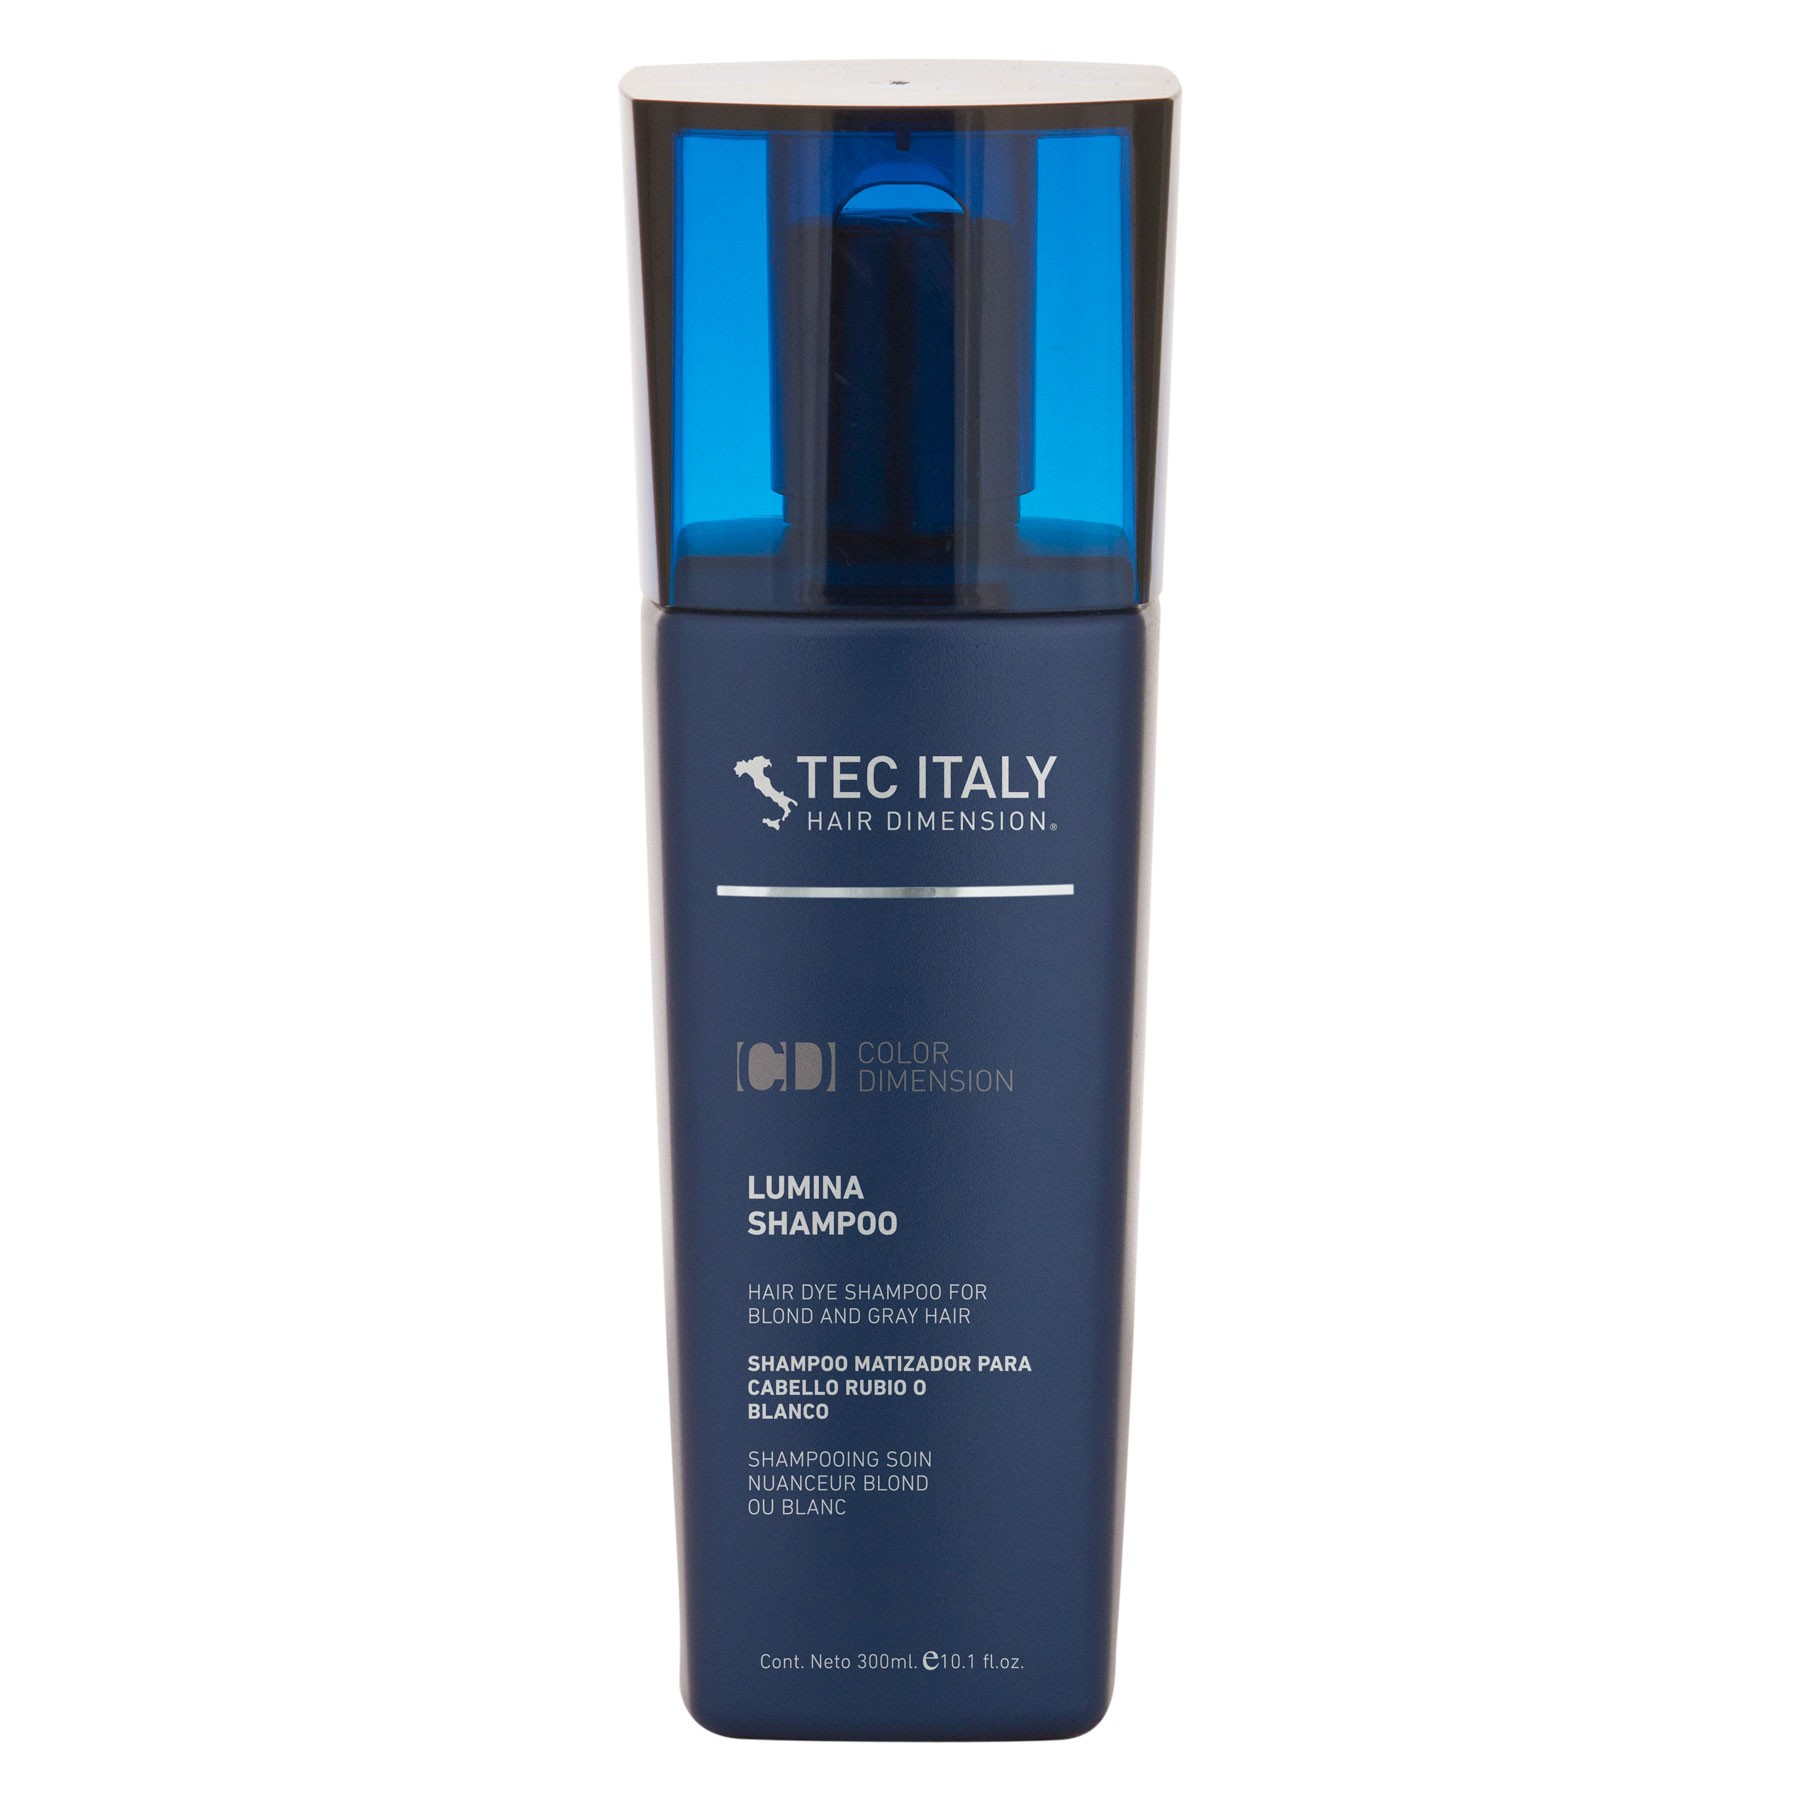 TEC ITALY
HAIR DIMENSION®
[CD] COLOR
DIMENSION
LUMINA
SHAMPOO
HAIR DYE SHAMPOO FOR
BLOND AND GRAY HAIR
SHAMPOO MATIZADOR PARA
CABELLO RUBIO O
BLANCO
SHAMPOOING SOIN
NUANCEUR BLOND
OU BLANC
Cont. Neto 300ml. ℮10.1 fl.oz.